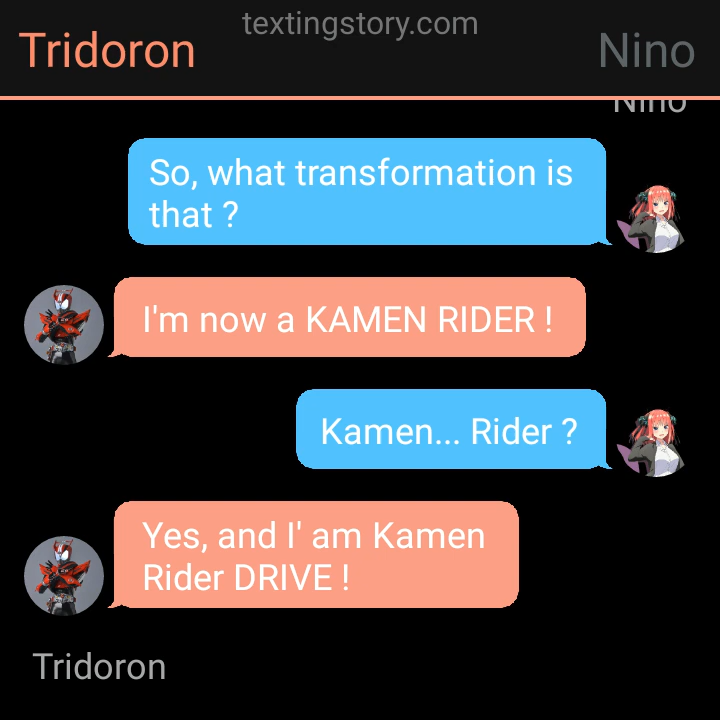 textingstory.com
Tridoron
Nino
Nino
So, what transformation is
that ?
I'm now a KAMEN RIDER !
Kamen... Rider ?
Yes, and I' am Kamen
Rider DRIVE !
Tridoron